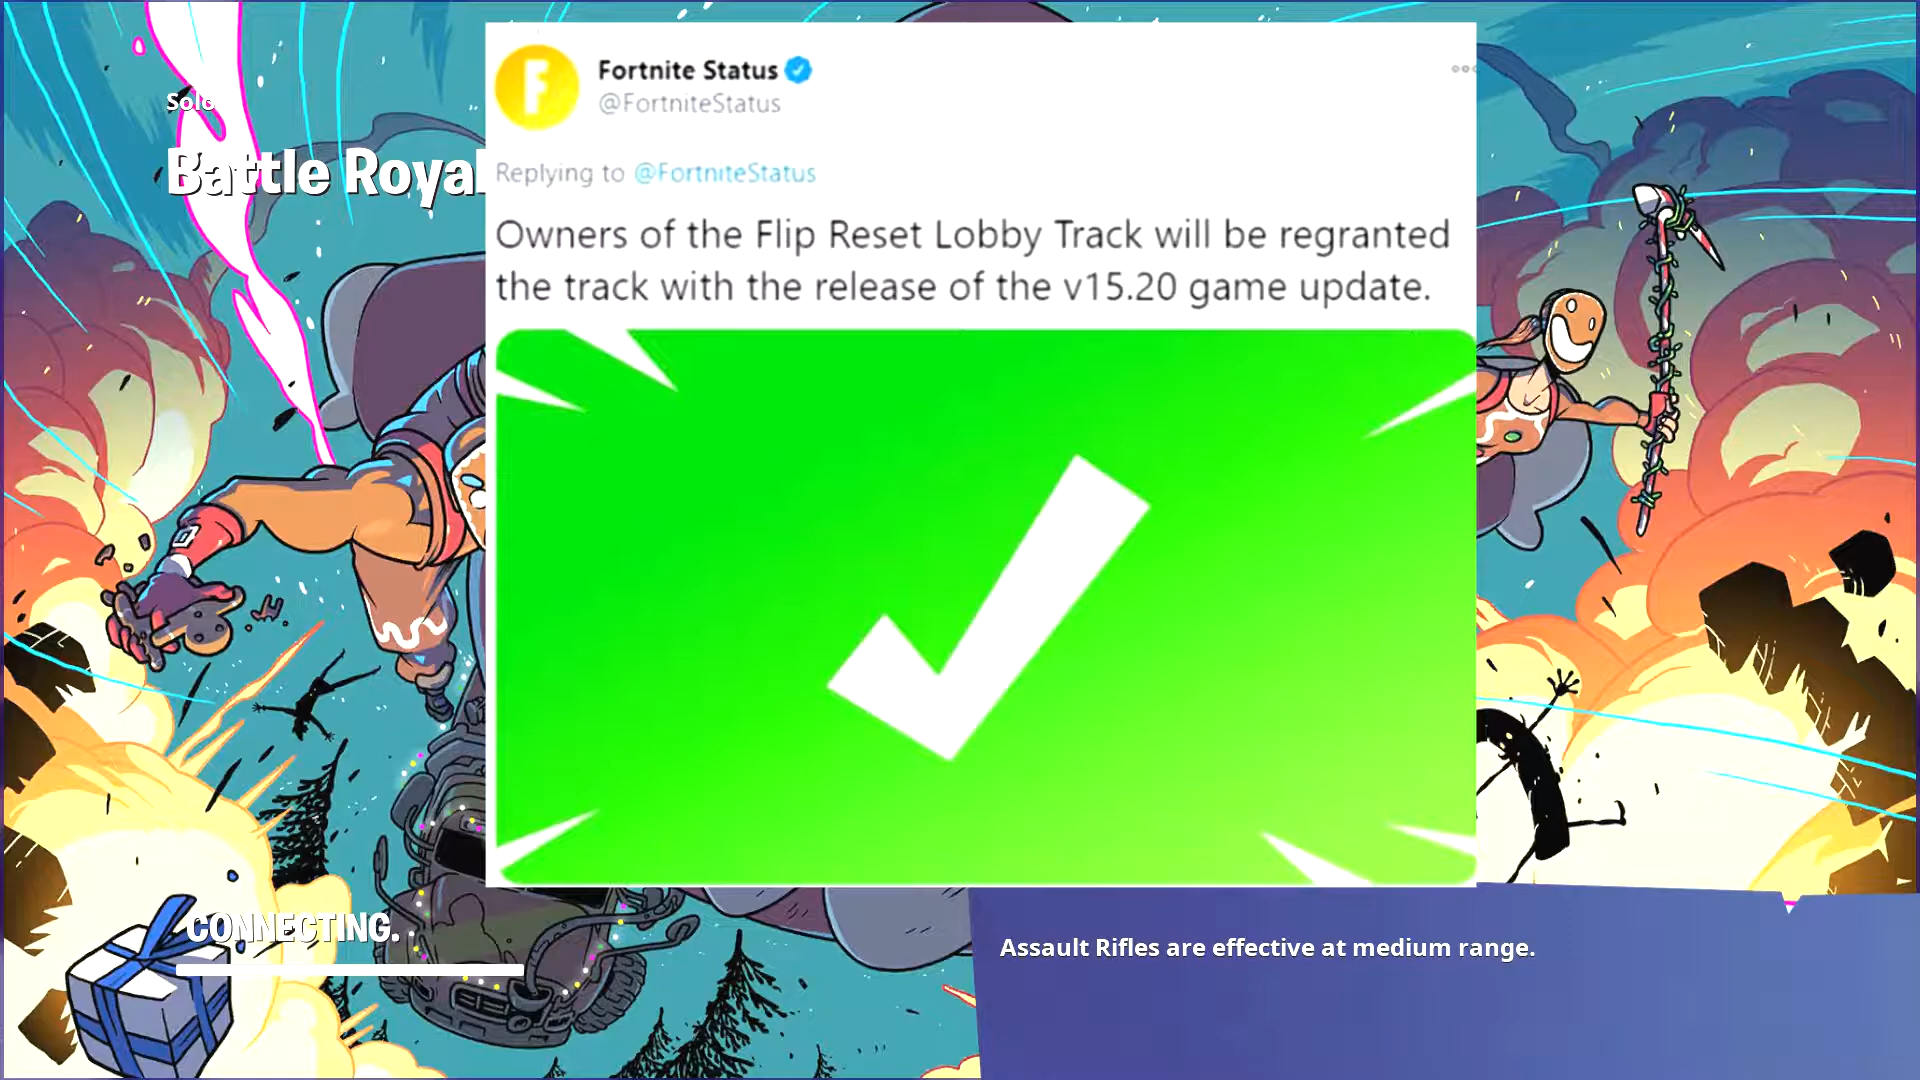 Solo
Battle Royal
Fortnite Status
@FortniteStatus
Replying to @FortniteStatus
Owners of the Flip Reset Lobby Track will be regranted
the track with the release of the v15.20 game update.
CONNECTING.
Assault Rifles are effective at medium range.